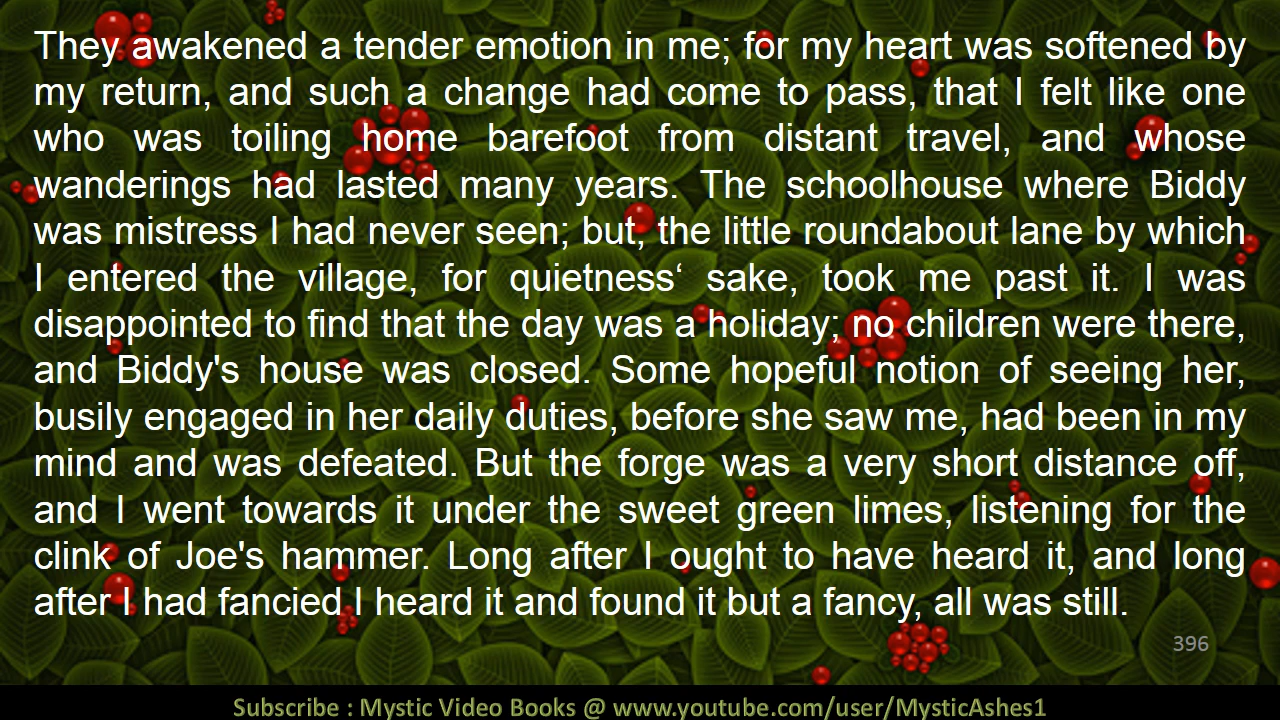 They awakened a tender emotion in me; for my heart was softened by
my return, and such a change had come to pass, that I felt like one
who was toiling home barefoot from distant travel, and whose
wanderings had lasted many years. The schoolhouse where Biddy
was mistress I had never seen; but, the little roundabout lane by which
I entered the village, for quietness‘ sake, took me past it. I was
disappointed to find that the day was a holiday; no children were there,
and Biddy's house was closed. Some hopeful notion of seeing her,
busily engaged in her daily duties, before she saw me, had been in my
mind and was defeated. But the forge was a very short distance off,
and I went towards it under the sweet green limes, listening for the
clink of Joe's hammer. Long after I ought to have heard it, and long
after I had fancied I heard it and found it but a fancy, all was still.
396
Subscribe : Mystic Video Books @ www.youtube.com/user/MysticAshes1